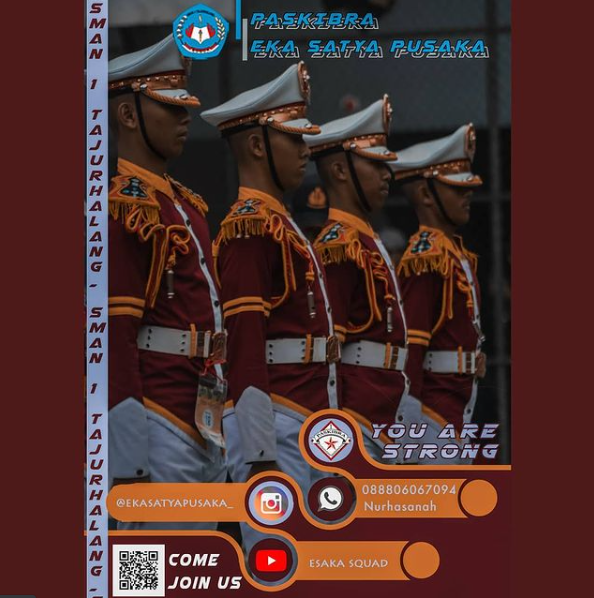 PASKIBRA
EKA SATYA PUSAKA
SMAN 1 TAJURHALANG - SMAN 1 TAJURHALANG -
PASKIBRA
YOU ARE
STRONG
@EKASATYAPUSAKA_
088806067094
Nurhasanah
COME
JOIN US
ESAKA SQUAD